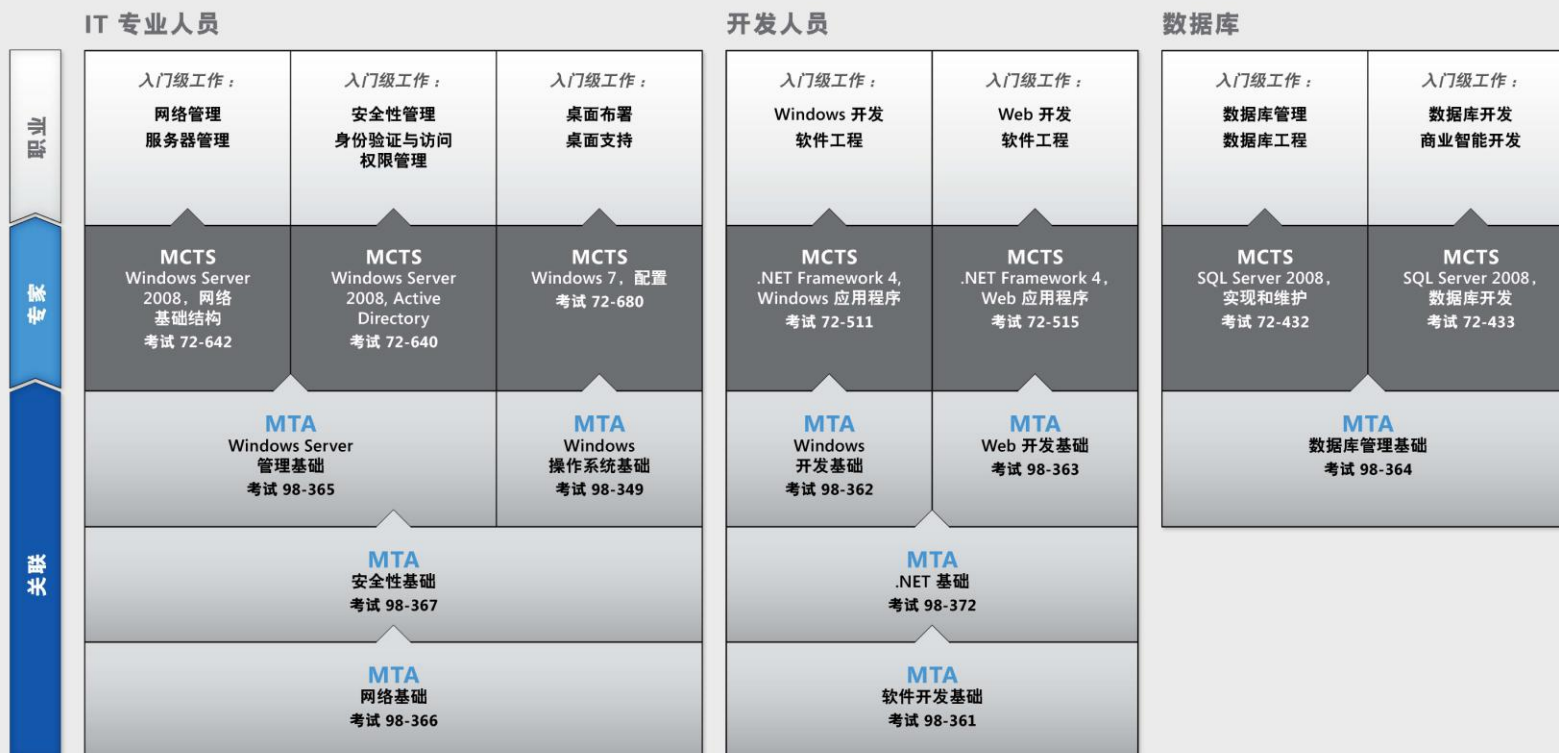 IT 专业人员
入门级工作：
网络管理
服务器管理
入门级工作：
安全性管理
身份验证与访问
权限管理
入门级工作：
桌面布署
桌面支持
开发人员
入门级工作：
Windows 开发
软件工程
入门级工作：
Web 开发
软件工程
数据库
入门级工作：
数据库管理
数据库工程
入门级工作：
数据库开发
商业智能开发
职业
专家
关联
MCTS
Windows Server
2008，网络
基础结构
考试 72-642
MCTS
Windows Server
2008, Active
Directory
考试 72-640
MCTS
Windows 7，配置
考试 72-680
MCTS
.NET Framework 4,
Windows 应用程序
考试 72-511
MCTS
.NET Framework 4，
Web 应用程序
考试 72-515
MCTS
SQL Server 2008，
实现和维护
考试 72-432
MCTS
SQL Server 2008，
数据库开发
考试 72-433
MTA
Windows Server
管理基础
考试 98-365
MTA
Windows
操作系统基础
考试 98-349
MTA
Windows
开发基础
考试 98-362
MTA
Web 开发基础
考试 98-363
MTA
数据库管理基础
考试 98-364
MTA
安全性基础
考试 98-367
MTA
.NET 基础
考试 98-372
MTA
网络基础
考试 98-366
MTA
软件开发基础
考试 98-361